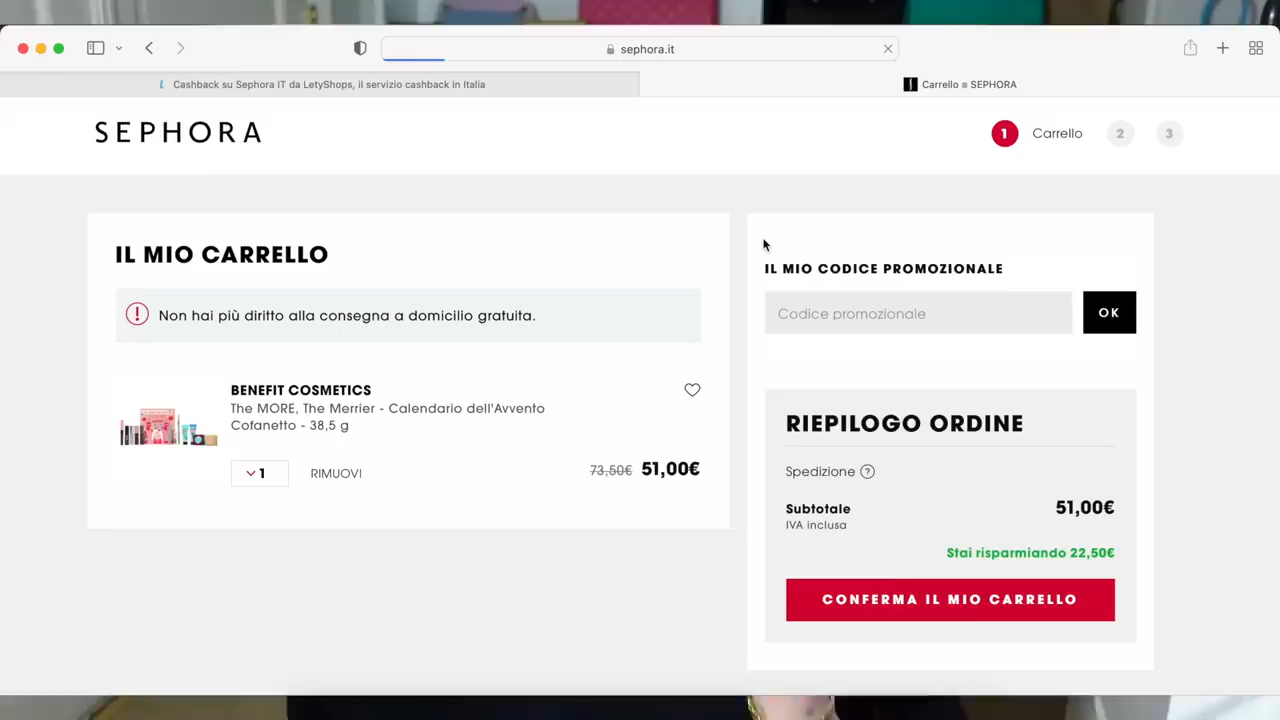 sephora.it
Cashback su Sephora IT da LetyShops, il servizio cashback in Italia
Carrello ≡ SEPHORA
SEPHORA
1 Carrello 2 3
IL MIO CARRELLO
Non hai più diritto alla consegna a domicilio gratuita.
BENEFIT COSMETICS
The MORE, The Merrier - Calendario dell'Avvento
Cofanetto - 38,5 g
1 RIMUOVI 73,50€ 51,00€
IL MIO CODICE PROMOZIONALE
Codice promozionale OK
RIEPILOGO ORDINE
Spedizione ?
Subtotale 51,00€
IVA inclusa
Stai risparmiando 22,50€
CONFERMA IL MIO CARRELLO